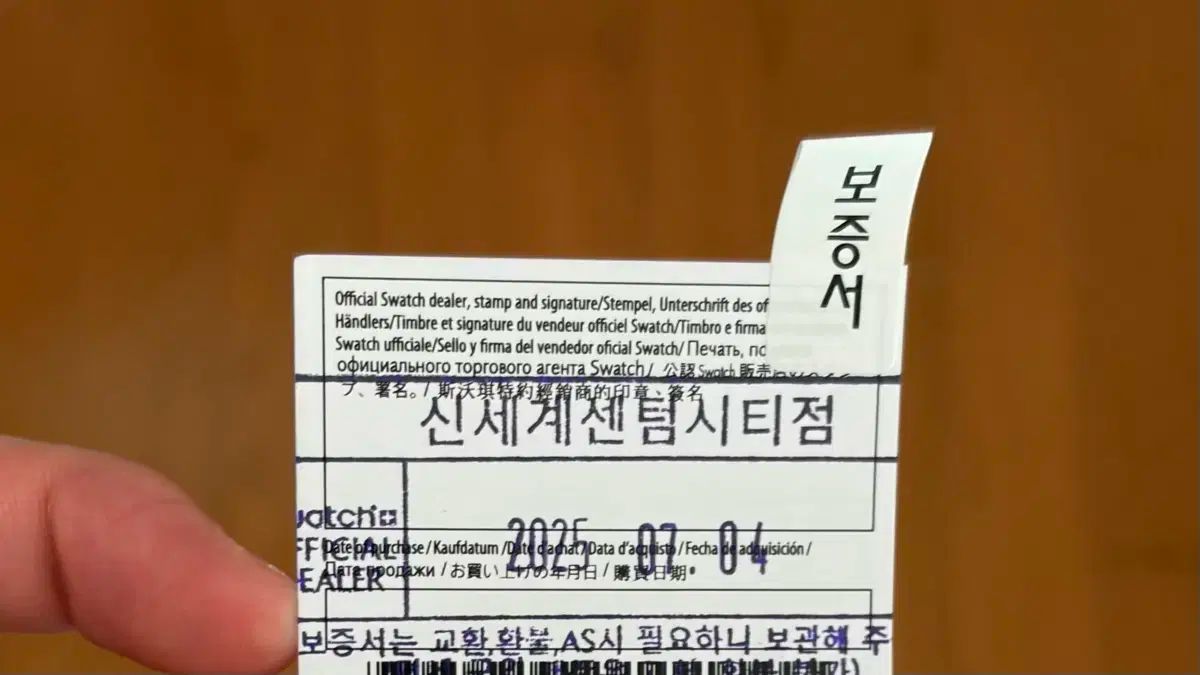 보증서
Official Swatch dealer, stamp and signature/Stempel, Unterschrift des
Händlers/Timbre et signature du vendeur officiel Swatch/Timbro e firma
Swatch ufficiale/Sello y firma del vendedor oficial Swatch/ Печать,
официального торгового агента Swatch/ 公認 Swatch 販売
プ、署名。/ 斯沃琪特約經銷商的印章、簽名
신세계센텀시티점
watch
2025. 07. 04
OFFICIAL
Date of purchase / Kaufdatum /Date d'achat / Data d'acquisto / Fecha de adquisición /
DEALER
Дата продажи / お買い上げの年月日 / 購買日期
보증서는 교환,환불,AS시 필요하니 보관해 주